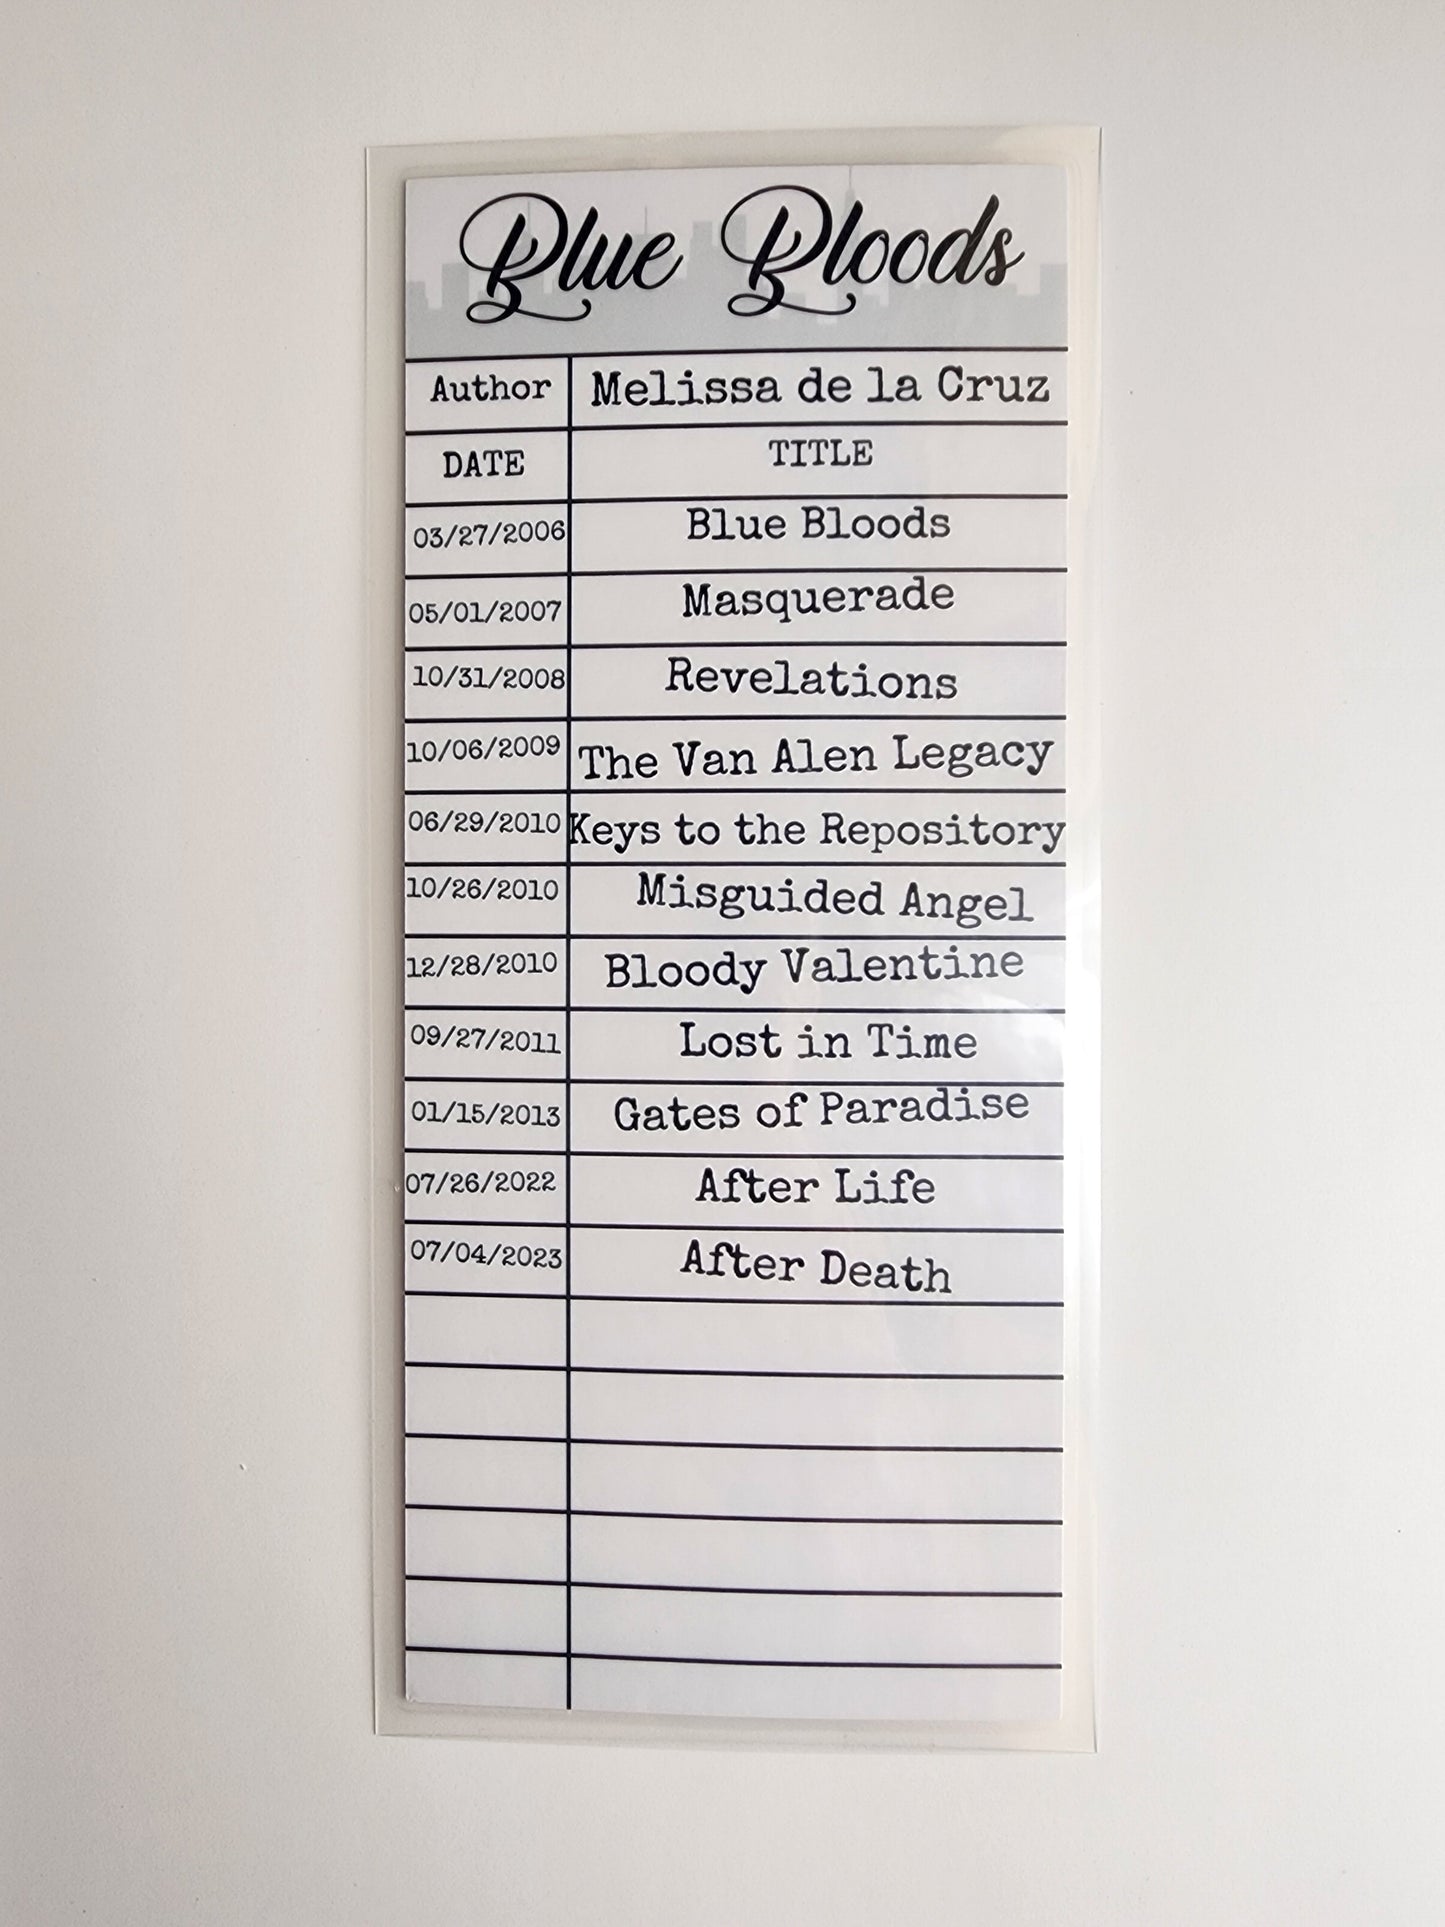 Blue Bloods
Author Melissa de la Cruz
DATE TITLE
03/27/2006 Blue Bloods
05/01/2007 Masquerade
10/31/2008 Revelations
10/06/2009 The Van Alen Legacy
06/29/2010 Keys to the Repository
10/26/2010 Misguided Angel
12/28/2010 Bloody Valentine
09/27/2011 Lost in Time
01/15/2013 Gates of Paradise
07/26/2022 After Life
07/04/2023 After Death